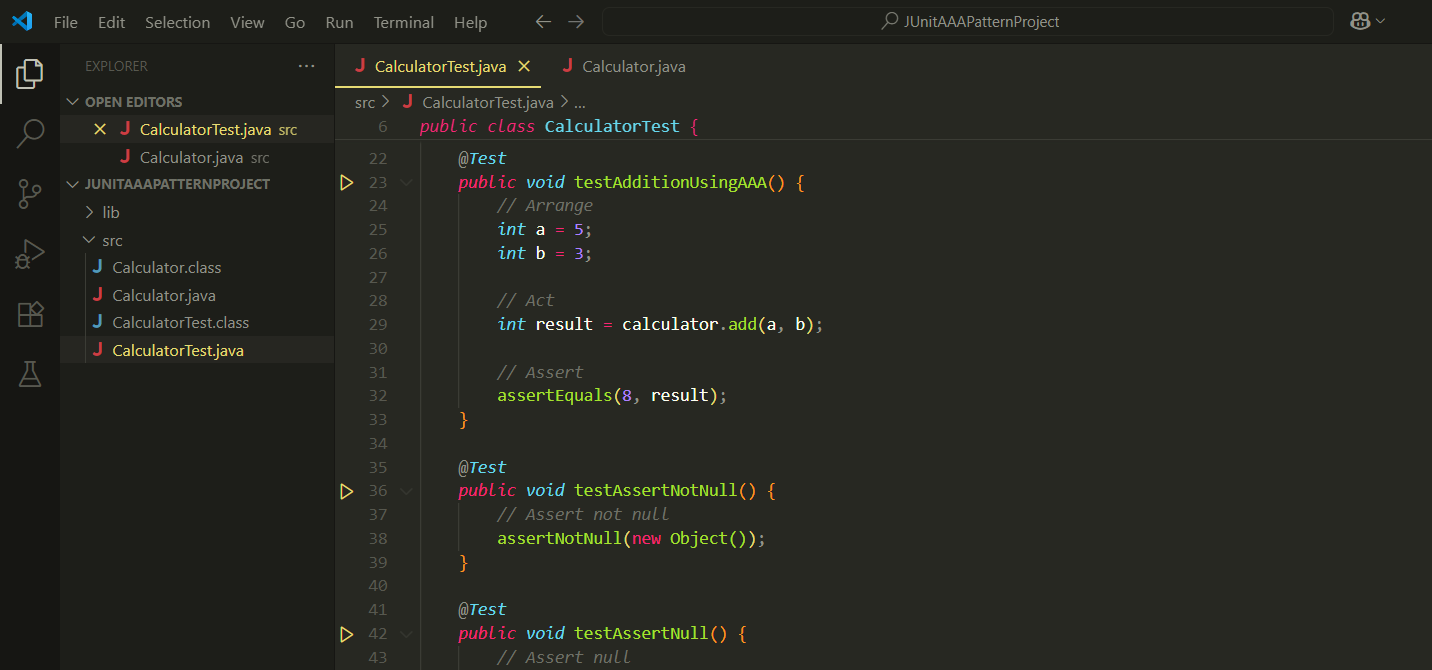 File Edit Selection View Go Run Terminal Help JUnitAAAPatternProject
EXPLORER ...
OPEN EDITORS
CalculatorTest.java src
Calculator.java src
JUNITAAAPATTERNPROJECT
lib
src
J Calculator.class
J Calculator.java
J CalculatorTest.class
J CalculatorTest.java
J CalculatorTest.java J Calculator.java
src > J CalculatorTest.java > ...
6 public class CalculatorTest {
22 @Test
23 public void testAdditionUsingAAA() {
24 // Arrange
25 int a = 5;
26 int b = 3;
27
28 // Act
29 int result = calculator.add(a, b);
30
31 // Assert
32 assertEquals(8, result);
33 }
34
35 @Test
36 public void testAssertNotNull() {
37 // Assert not null
38 assertNotNull(new Object());
39 }
40
41 @Test
42 public void testAssertNull() {
43 // Assert null